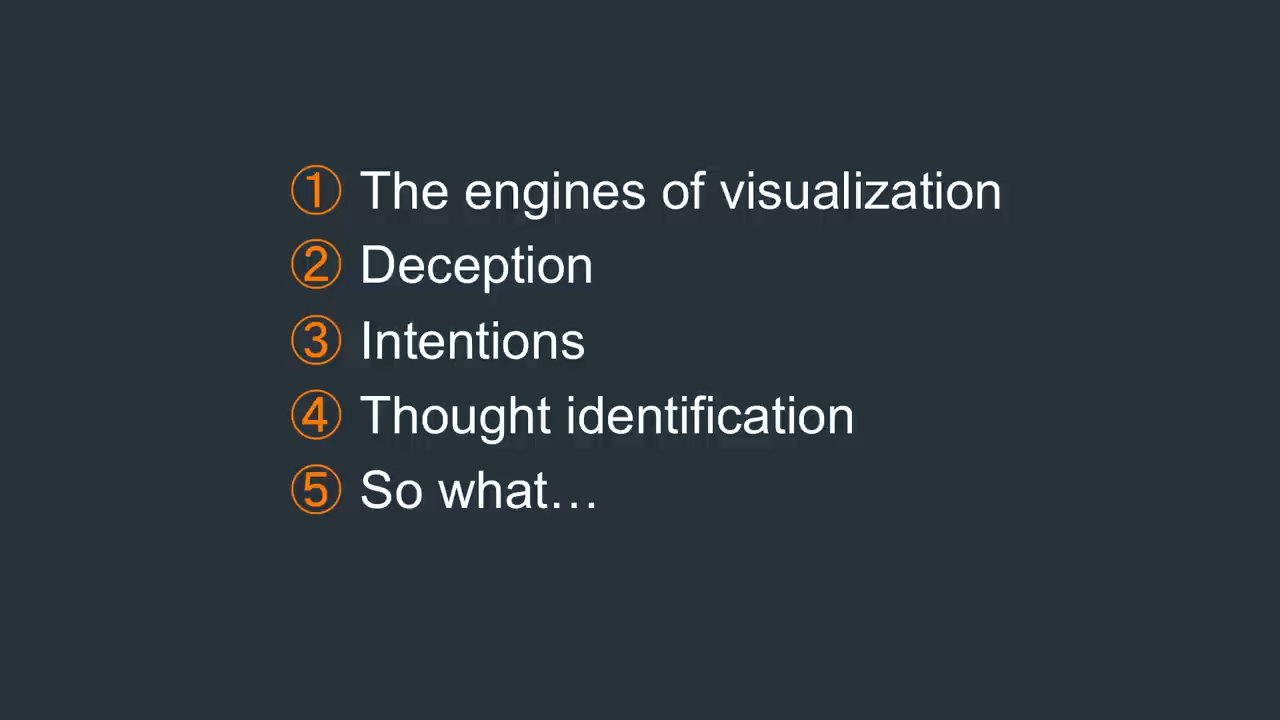 ① The engines of visualization
② Deception
③ Intentions
④ Thought identification
⑤ So what…